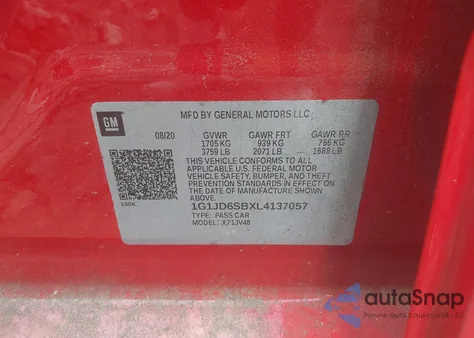 GM
MFD BY GENERAL MOTORS LLC
08/20 GVWR GAWR FRT GAWR RR
1705 KG 939 KG 766 KG
3759 LB 2071 LB 1688 LB
THIS VEHICLE CONFORMS TO ALL
APPLICABLE U.S. FEDERAL MOTOR
VEHICLE SAFETY, BUMPER, AND THEFT
PREVENTION STANDARDS IN EFFECT ON
THE DATE OF MANUFACTURE SHOWN
ABOVE.
1G1JD6SBXL4137057
TYPE: PASS CAR
MODEL: X71JV48
autoSnap